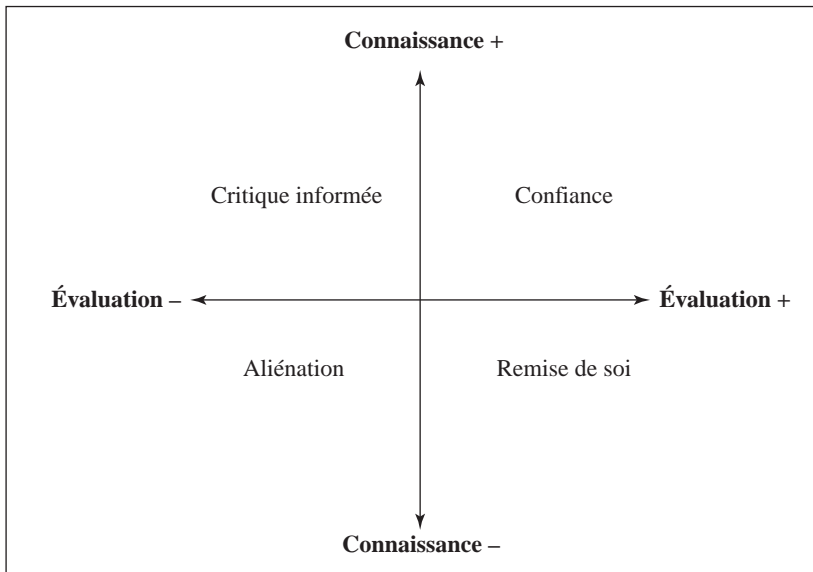 Connaissance +
Critique informée
Confiance
Évaluation –
Évaluation +
Aliénation
Remise de soi
Connaissance –